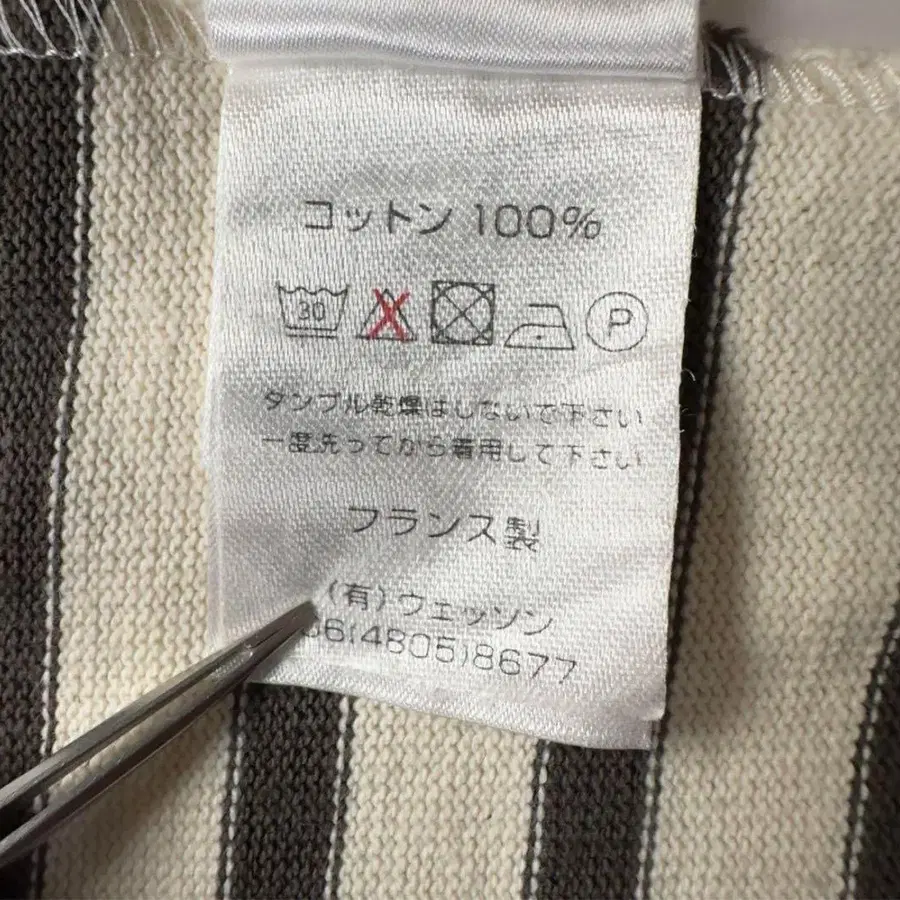 コットン 100%
30 P
タンブル乾燥はしないで下さい
一度洗ってから着用して下さい
フランス製
(有)ウェッソン
06(4805)8677